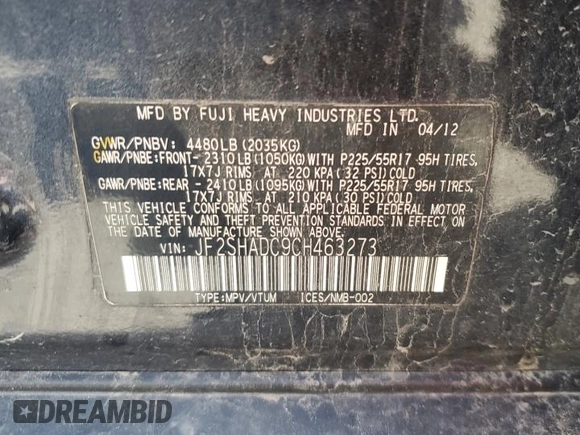 MFD BY FUJI HEAVY INDUSTRIES LTD.
MFD IN 04/12
GVWR/PNBV: 4480LB(2035KG)
GAWR/PNBE:FRONT- 2310LB(1050KG)WITH P225/55R17 95H TIRES,
17X7J RIMS AT 220 KPA(32 PSI)COLD
GAWR/PNBE:REAR - 2410LB(1095KG)WITH P225/55R17 95H TIRES,
17X7J RIMS AT 210 KPA(30 PSI)COLD
THIS VEHICLE CONFORMS TO ALL APPLICABLE FEDERAL MOTOR
VEHICLE SAFETY AND THEFT PREVENTION STANDARDS IN EFFECT ON
THE DATE OF MANUFACTURE SHOWN ABOVE.
VIN: JF2SHADC9CH463273
TYPE:MPV/VTUM ICES/NMB-002
DREAMBID